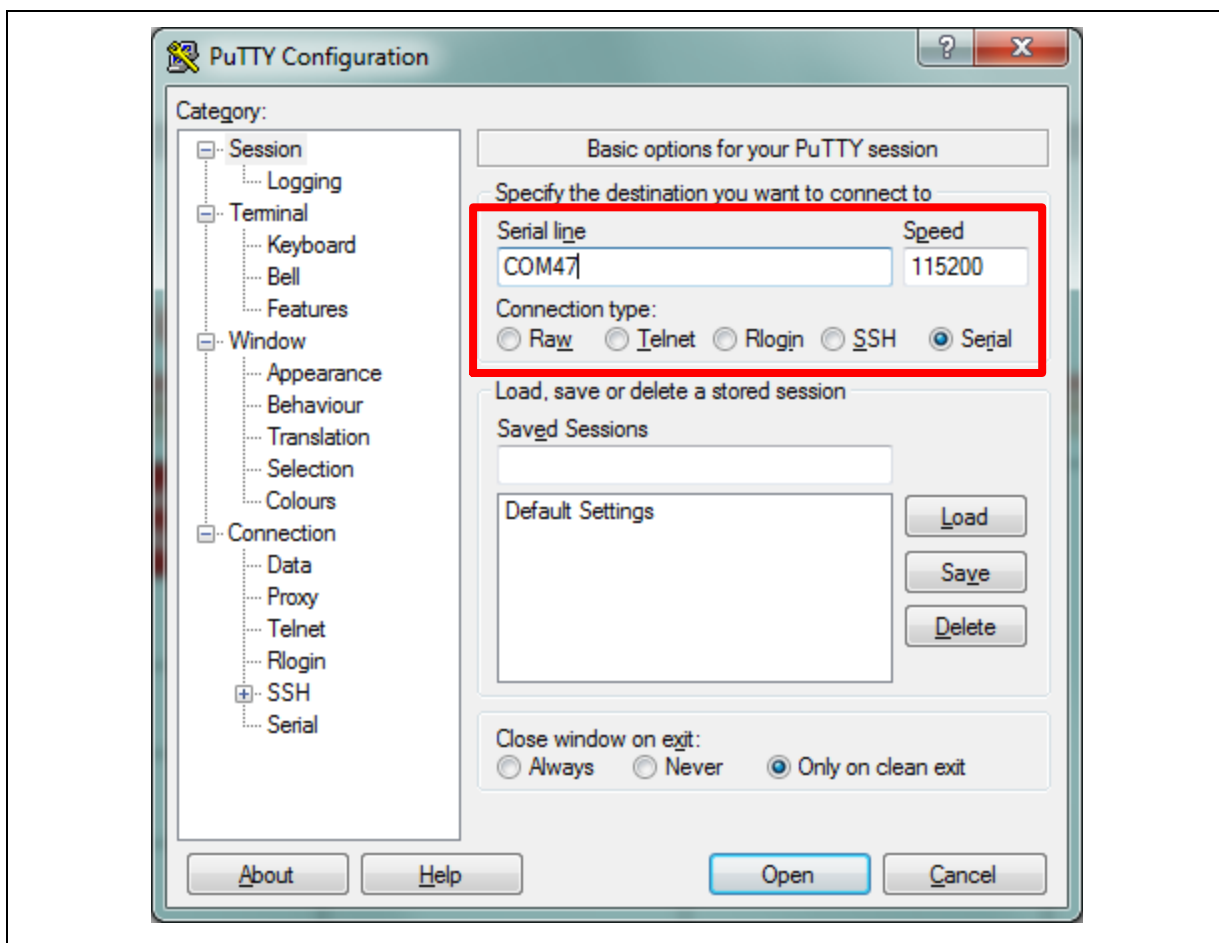 PuTTY Configuration
Category:
Session
Logging
Terminal
Keyboard
Bell
Features
Window
Appearance
Behaviour
Translation
Selection
Colours
Connection
Data
Proxy
Telnet
Rlogin
SSH
Serial
Basic options for your PuTTY session
Specify the destination you want to connect to
Serial line Speed
COM47 115200
Connection type:
Raw Telnet Rlogin SSH Serial
Load, save or delete a stored session
Saved Sessions
Default Settings
Load
Save
Delete
Close window on exit:
Always Never Only on clean exit
About Help Open Cancel